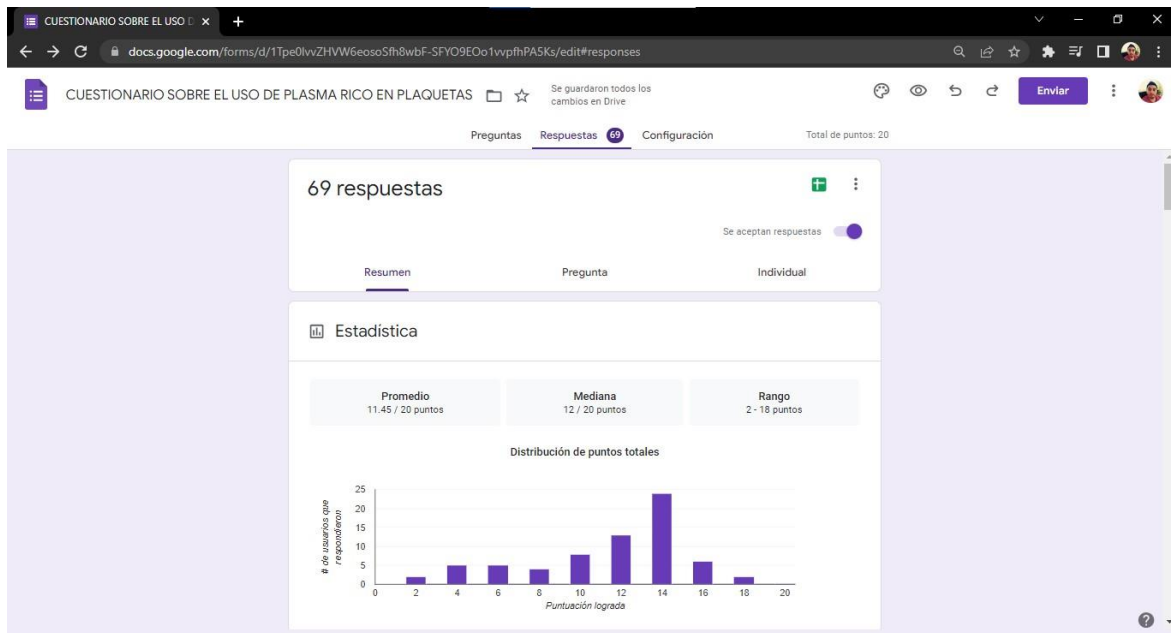 CUESTIONARIO SOBRE EL USO D
docs.google.com/forms/d/1Tpe0IvvZHVW6eosoSfh8wbF-SFYO9EOo1vvpfhPA5Ks/edit#responses
CUESTIONARIO SOBRE EL USO DE PLASMA RICO EN PLAQUETAS
Se guardaron todos los
cambios en Drive
Enviar
Preguntas Respuestas 69 Configuración Total de puntos: 20
69 respuestas
Se aceptan respuestas
Resumen Pregunta Individual
Estadística
Promedio
11.45 / 20 puntos
Mediana
12 / 20 puntos
Rango
2 - 18 puntos
Distribución de puntos totales
# de usuarios que
respondieron
25
20
15
10
5
0
0 2 4 6 8 10 12 14 16 18 20
Puntuación lograda